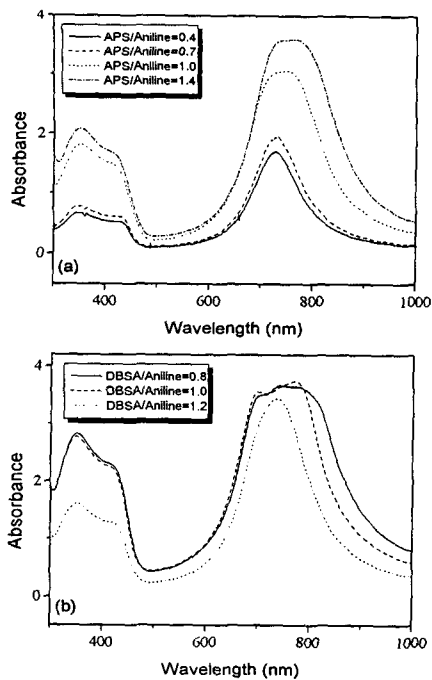 APS/Aniline=0.4
APS/Aniline=0.7
APS/Aniline=1.0
APS/Aniline=1.4
4
2
0
Absorbance
(a)
400 600 800 1000
Wavelength (nm)
DBSA/Aniline=0.8
DBSA/Aniline=1.0
DBSA/Aniline=1.2
4
2
0
Absorbance
(b)
400 600 800 1000
Wavelength (nm)